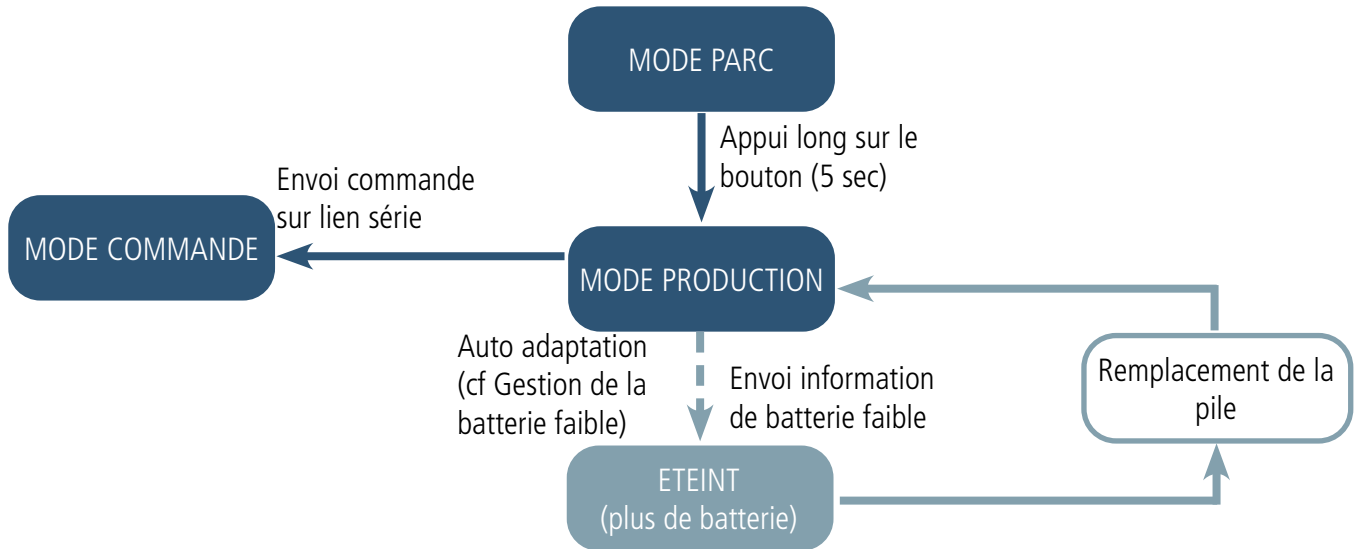 MODE PARC
Appui long sur le
bouton (5 sec)
Envoi commande
sur lien série
MODE COMMANDE
MODE PRODUCTION
Auto adaptation
(cf Gestion de la
batterie faible)
Envoi information
de batterie faible
Remplacement de la
pile
ETEINT
(plus de batterie)